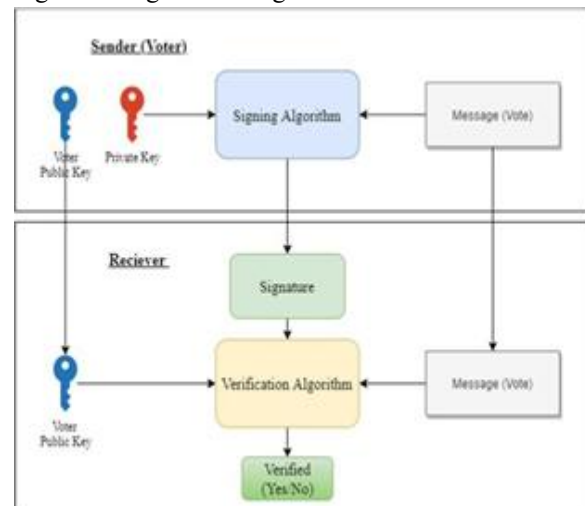 Sender (Voter)
Signing Algorithm
Message (Vote)
Voter
Public Key
Private Key
Reciever
Signature
Verification Algorithm
Message (Vote)
Voter
Public Key
Verified
(Yes/No)